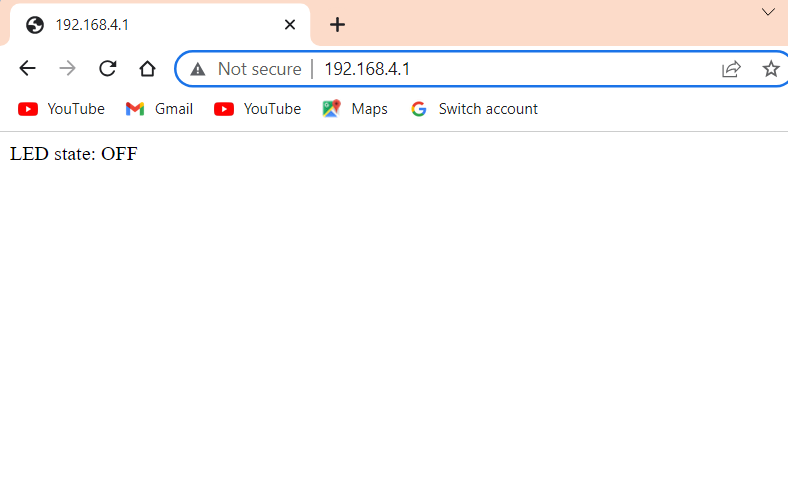 192.168.4.1
Not secure | 192.168.4.1
YouTube Gmail YouTube Maps Switch account
LED state: OFF